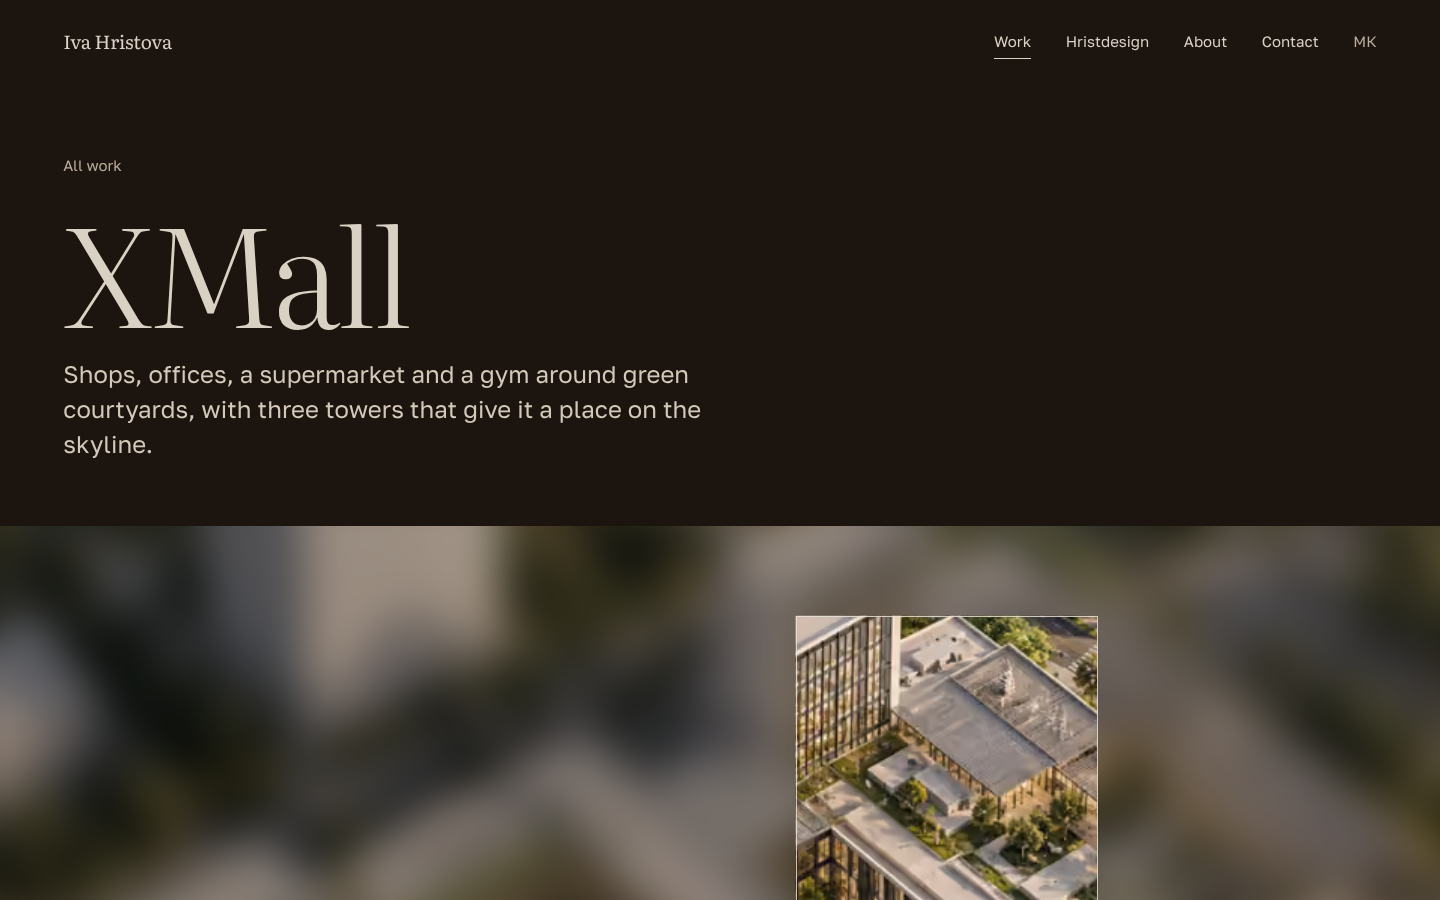 Iva Hristova
Work
Hristdesign
About
Contact
MK
All work
XMall
Shops, offices, a supermarket and a gym around green
courtyards, with three towers that give it a place on the
skyline.